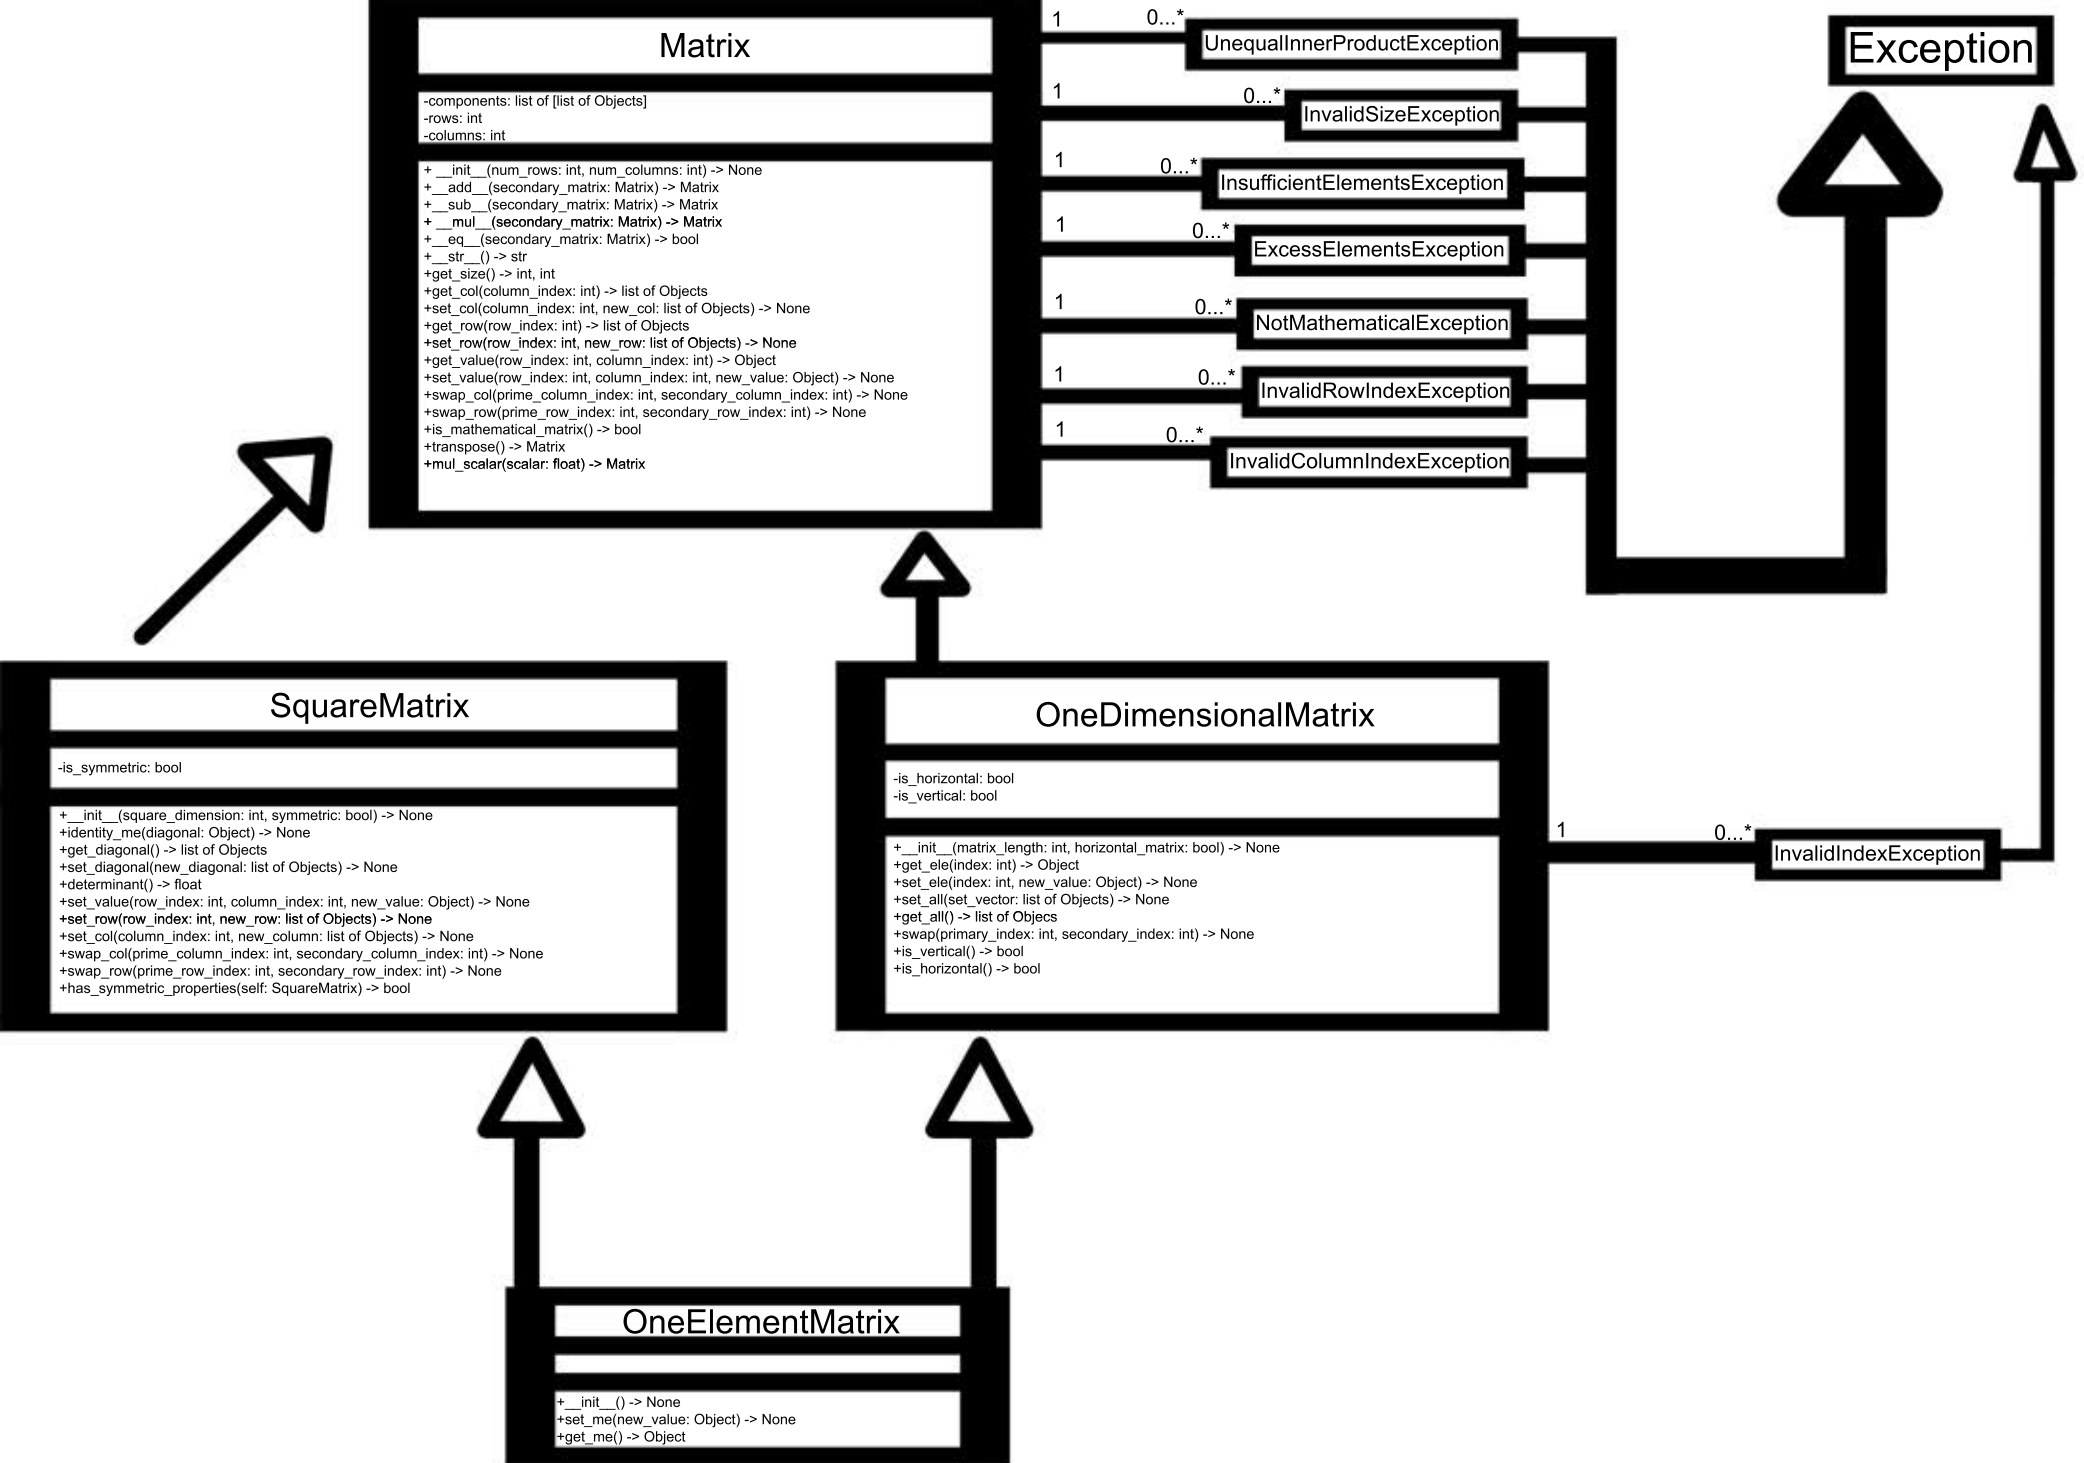 Matrix
-components: list of [list of Objects]
-rows: int
-columns: int
+ __init__(num_rows: int, num_columns: int) -> None
+__add__(secondary_matrix: Matrix) -> Matrix
+__sub__(secondary_matrix: Matrix) -> Matrix
+ __mul__(secondary_matrix: Matrix) -> Matrix
+__eq__(secondary_matrix: Matrix) -> bool
+__str__() -> str
+get_size() -> int, int
+get_col(column_index: int) -> list of Objects
+set_col(column_index: int, new_col: list of Objects) -> None
+get_row(row_index: int) -> list of Objects
+set_row(row_index: int, new_row: list of Objects) -> None
+get_value(row_index: int, column_index: int) -> Object
+set_value(row_index: int, column_index: int, new_value: Object) -> None
+swap_col(prime_column_index: int, secondary_column_index: int) -> None
+swap_row(prime_row_index: int, secondary_row_index: int) -> None
+is_mathematical_matrix() -> bool
+transpose() -> Matrix
+mul_scalar(scalar: float) -> Matrix
1 0...*
UnequalInnerProductException
1 0...*
InvalidSizeException
1 0...*
InsufficientElementsException
1 0...*
ExcessElementsException
1 0...*
NotMathematicalException
1 0...*
InvalidRowIndexException
1 0...*
InvalidColumnIndexException
Exception
SquareMatrix
-is_symmetric: bool
+__init__(square_dimension: int, symmetric: bool) -> None
+identity_me(diagonal: Object) -> None
+get_diagonal() -> list of Objects
+set_diagonal(new_diagonal: list of Objects) -> None
+determinant() -> float
+set_value(row_index: int, column_index: int, new_value: Object) -> None
+set_row(row_index: int, new_row: list of Objects) -> None
+set_col(column_index: int, new_column: list of Objects) -> None
+swap_col(prime_column_index: int, secondary_column_index: int) -> None
+swap_row(prime_row_index: int, secondary_row_index: int) -> None
+has_symmetric_properties(self: SquareMatrix) -> bool
OneDimensionalMatrix
-is_horizontal: bool
-is_vertical: bool
+__init__(matrix_length: int, horizontal_matrix: bool) -> None
+get_ele(index: int) -> Object
+set_ele(index: int, new_value: Object) -> None
+set_all(set_vector: list of Objects) -> None
+get_all() -> list of Objecs
+swap(primary_index: int, secondary_index: int) -> None
+is_vertical() -> bool
+is_horizontal() -> bool
1 0...*
InvalidIndexException
OneElementMatrix
+__init__() -> None
+set_me(new_value: Object) -> None
+get_me() -> Object